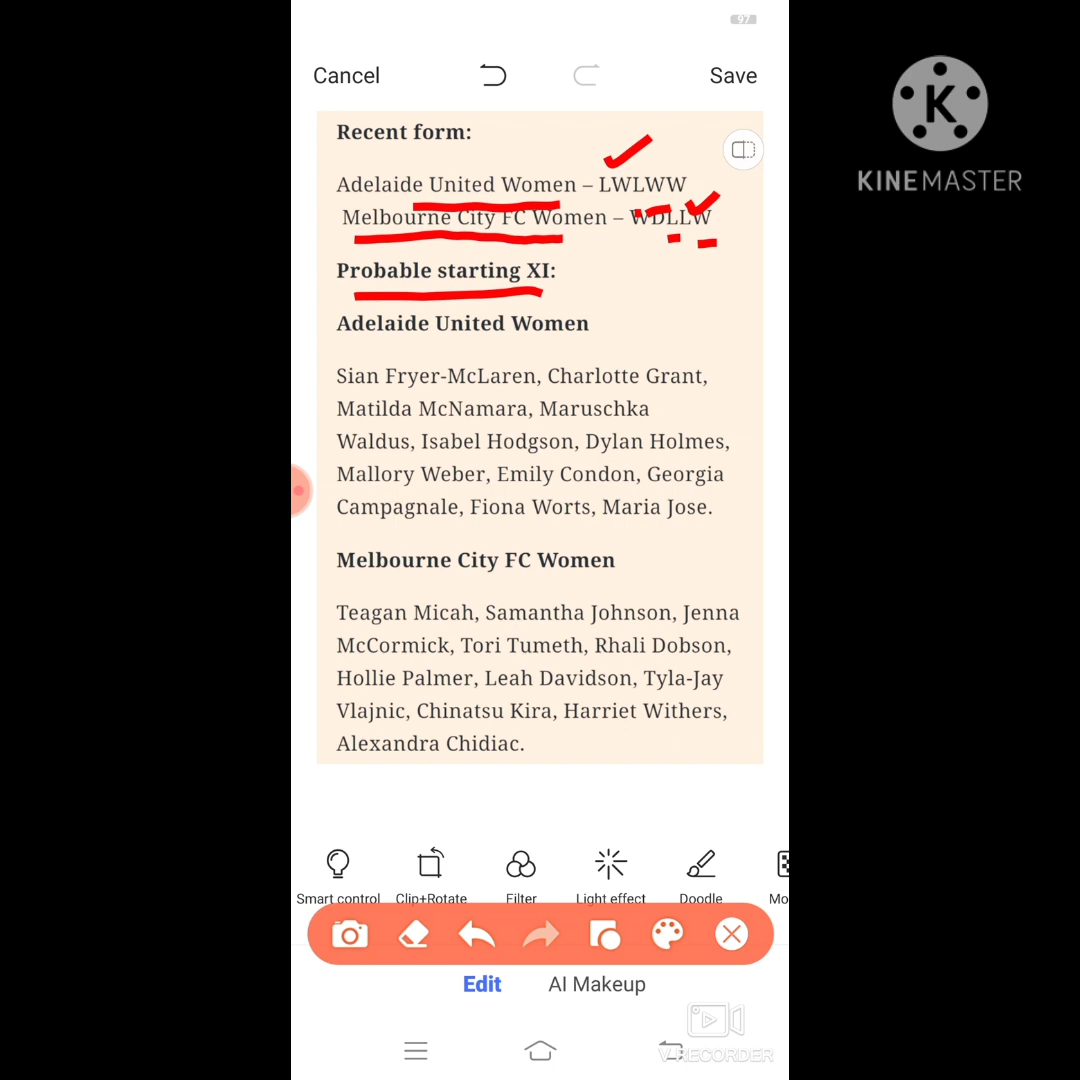 97
Cancel
Save
Recent form:
Adelaide United Women – LWLWW
Melbourne City FC Women – WDLLW
Probable starting XI:
Adelaide United Women
Sian Fryer-McLaren, Charlotte Grant,
Matilda McNamara, Maruschka
Waldus, Isabel Hodgson, Dylan Holmes,
Mallory Weber, Emily Condon, Georgia
Campagnale, Fiona Worts, Maria Jose.
Melbourne City FC Women
Teagan Micah, Samantha Johnson, Jenna
McCormick, Tori Tumeth, Rhali Dobson,
Hollie Palmer, Leah Davidson, Tyla-Jay
Vlajnic, Chinatsu Kira, Harriet Withers,
Alexandra Chidiac.
Smart control Clip+Rotate Filter Light effect Doodle Mo
Edit AI Makeup
V RECORDER
K
KINEMASTER